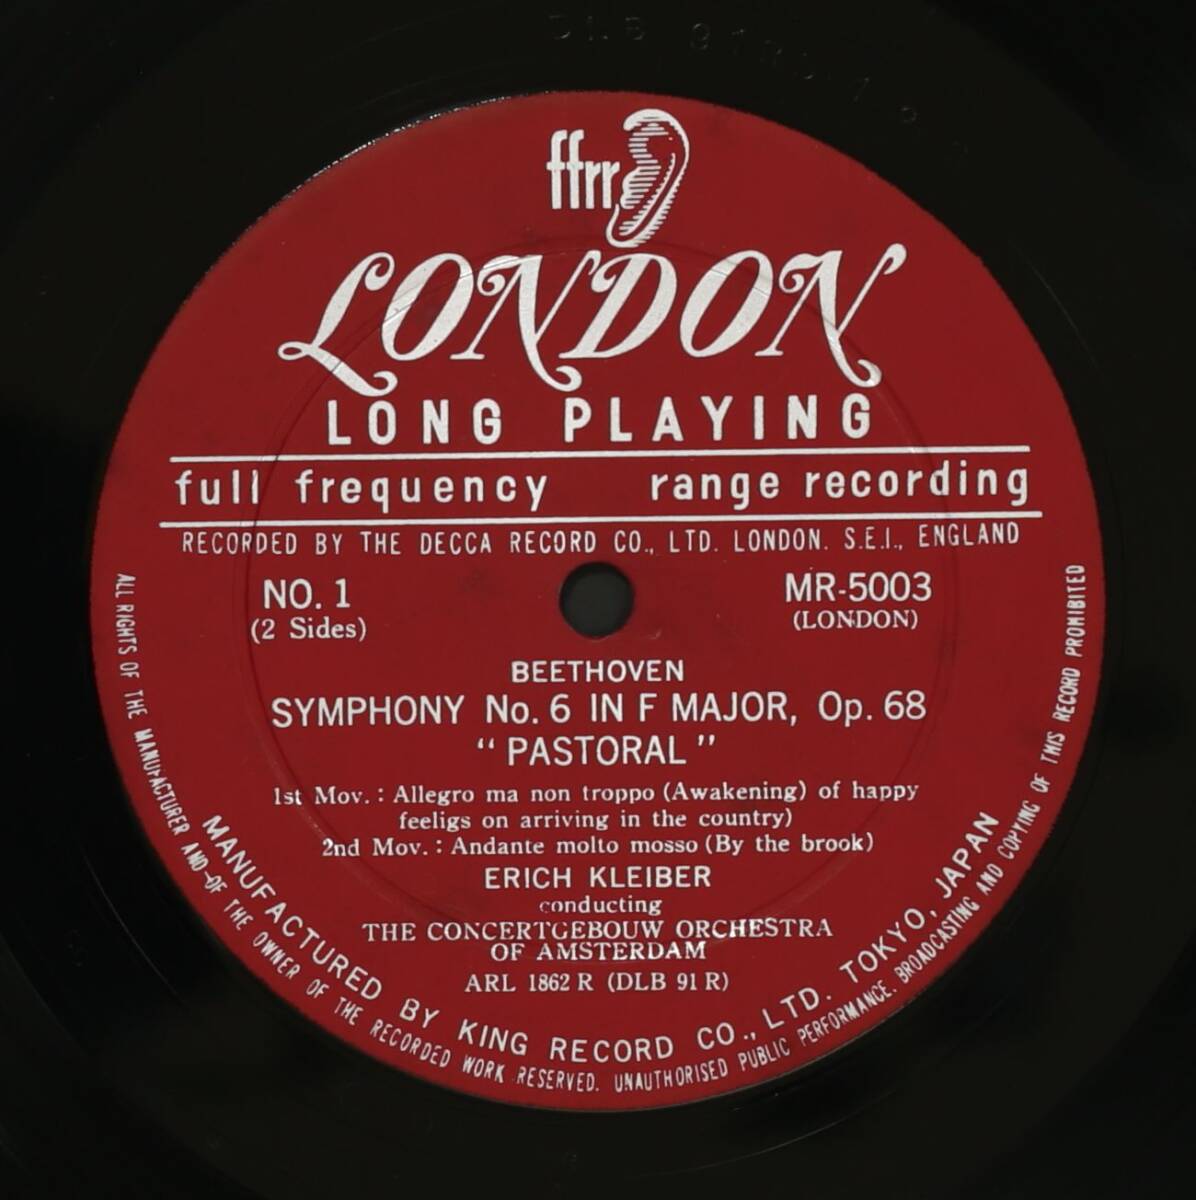 ffrr
LONDON
LONG PLAYING
full frequency range recording
RECORDED BY THE DECCA RECORD CO., LTD. LONDON. S.E.I., ENGLAND
NO. 1
(2 Sides)
MR-5003
(LONDON)
BEETHOVEN
SYMPHONY No. 6 IN F MAJOR, Op. 68
"PASTORAL"
1st Mov. : Allegro ma non troppo (Awakening) of happy
feeligs on arriving in the country)
2nd Mov. : Andante molto mosso (By the brook)
ERICH KLEIBER
conducting
THE CONCERTGEBOUW ORCHESTRA
OF AMSTERDAM
ARL 1862 R (DLB 91 R)
MANUFACTURED BY KING RECORD CO., LTD. TOKYO, JAPAN
ALL RIGHTS OF THE MANUFACTURER AND OF THE OWNER OF THE RECORDED WORK RESERVED. UNAUTHORISED PUBLIC PERFORMANCE. BROADCASTING AND COPYING OF THIS RECORD PROHIBITED